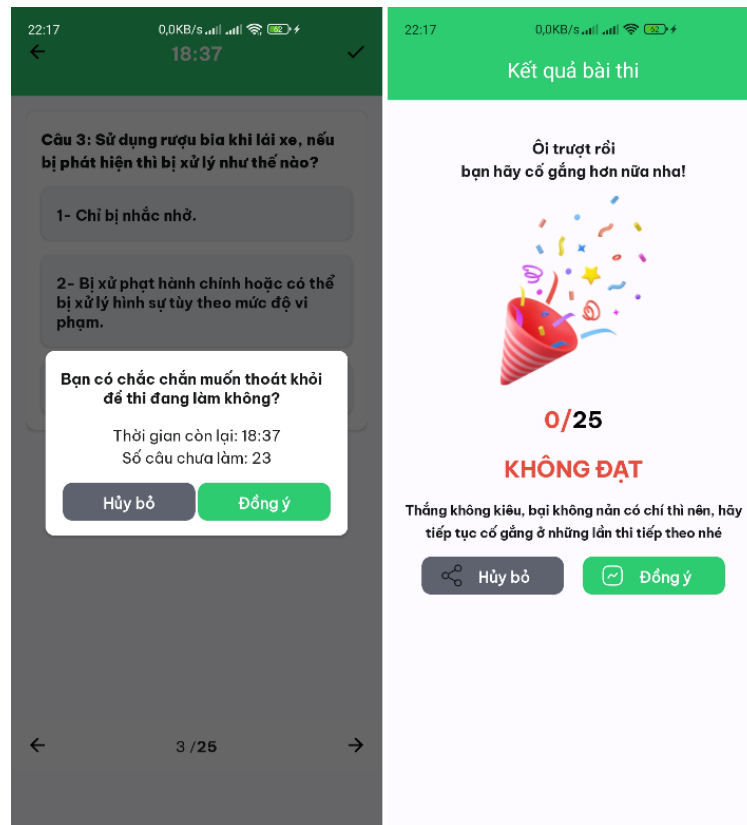 22:17
0,0KB/s
62
18:37
Câu 3: Sử dụng rượu bia khi lái xe, nếu
bị phát hiện thì bị xử lý như thế nào?
1- Chỉ bị nhắc nhở.
2- Bị xử phạt hành chính hoặc có thể
bị xử lý hình sự tùy theo mức độ vi
phạm.
Bạn có chắc chắn muốn thoát khỏi
đề thi đang làm không?
Thời gian còn lại: 18:37
Số câu chưa làm: 23
Hủy bỏ
Đồng ý
3 /25
22:17
0,0KB/s
62
Kết quả bài thi
Ôi trượt rồi
bạn hãy cố gắng hơn nữa nha!
0/25
KHÔNG ĐẠT
Thắng không kiêu, bại không nản có chí thì nên, hãy
tiếp tục cố gắng ở những lần thi tiếp theo nhé
Hủy bỏ
Đồng ý